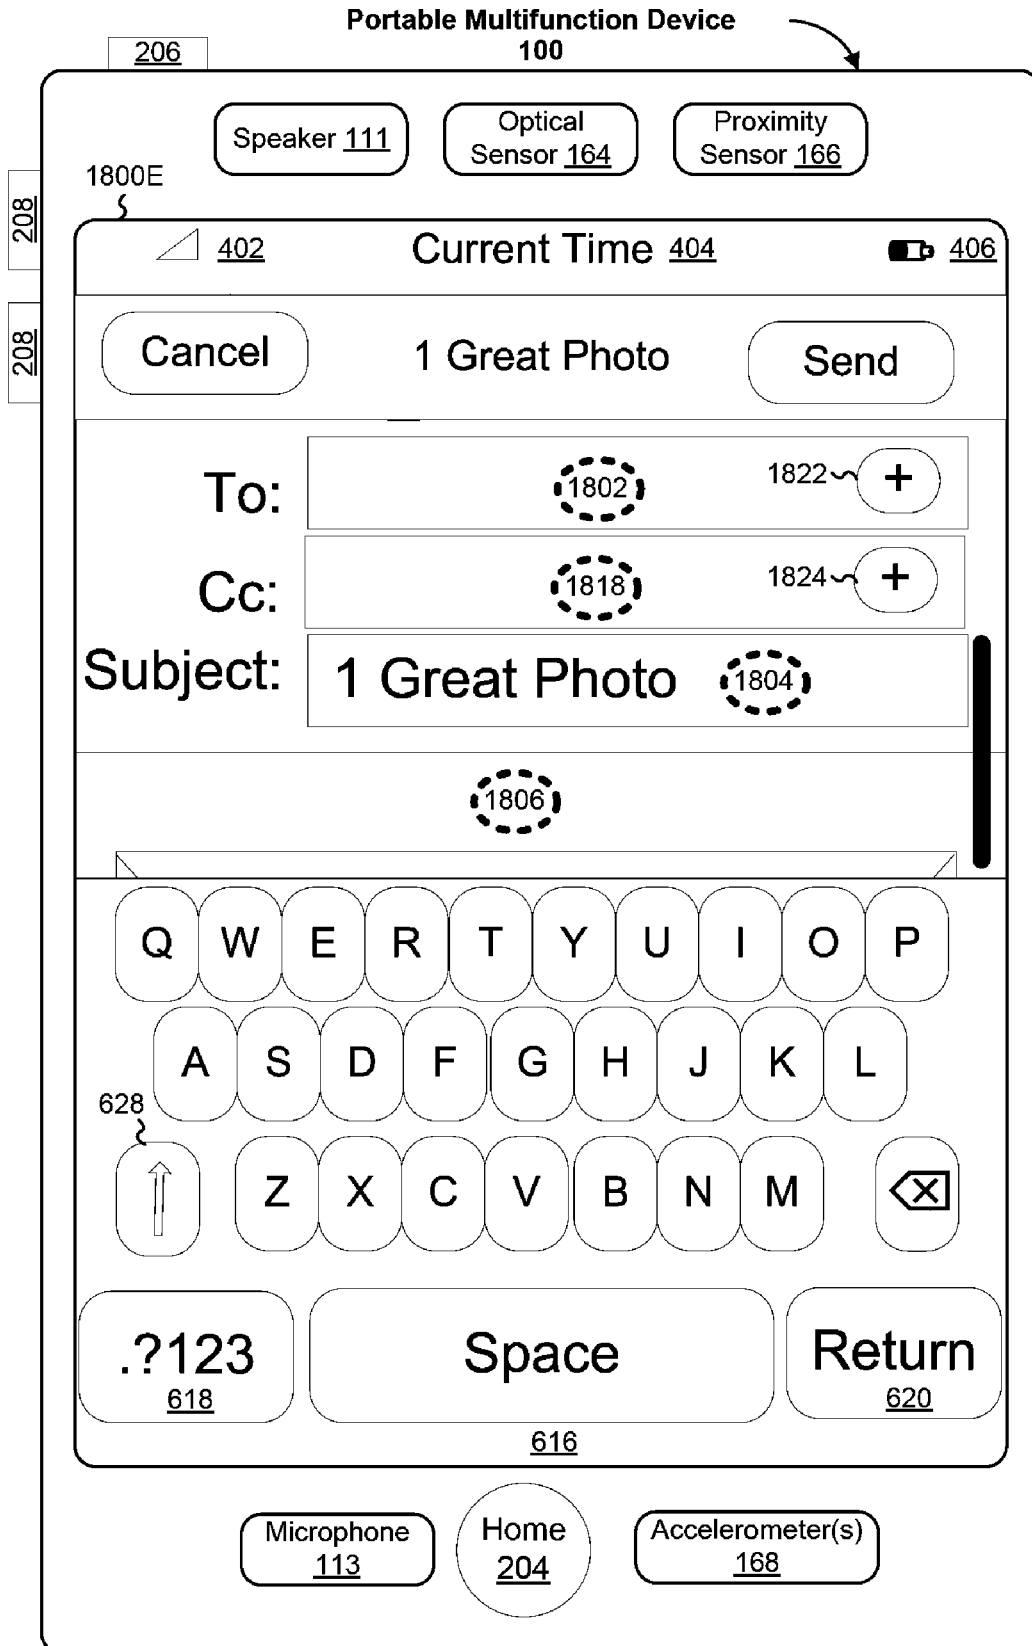 Portable Multifunction Device
100
206
Speaker 111
Optical
Sensor 164
Proximity
Sensor 166
1800E
208
402
Current Time 404
406
208
Cancel
1 Great Photo
Send
To:
1802
1822
+
Cc:
1818
1824
+
Subject:
1 Great Photo
1804
1806
Q W E R T Y U I O P
A S D F G H J K L
628
Z X C V B N M
.?123
618
Space
Return
620
616
Microphone
113
Home
204
Accelerometer(s)
168